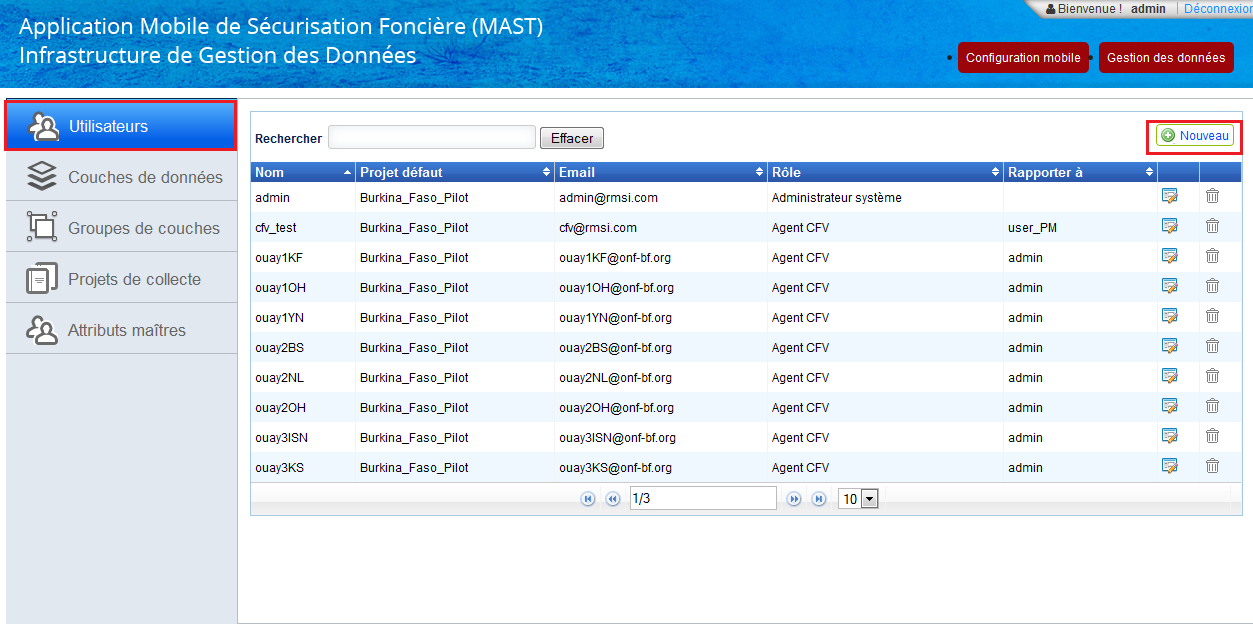 Bienvenue ! admin Déconnexion
Application Mobile de Sécurisation Foncière (MAST)
Infrastructure de Gestion des Données
Configuration mobile Gestion des données
Utilisateurs
Couches de données
Groupes de couches
Projets de collecte
Attributs maîtres
Rechercher Effacer Nouveau
Nom Projet défaut Email Rôle Rapporter à
admin Burkina_Faso_Pilot admin@rmsi.com Administrateur système
cfv_test Burkina_Faso_Pilot cfv@rmsi.com Agent CFV user_PM
ouay1KF Burkina_Faso_Pilot ouay1KF@onf-bf.org Agent CFV admin
ouay1OH Burkina_Faso_Pilot ouay1OH@onf-bf.org Agent CFV admin
ouay1YN Burkina_Faso_Pilot ouay1YN@onf-bf.org Agent CFV admin
ouay2BS Burkina_Faso_Pilot ouay2BS@onf-bf.org Agent CFV admin
ouay2NL Burkina_Faso_Pilot ouay2NL@onf-bf.org Agent CFV admin
ouay2OH Burkina_Faso_Pilot ouay2OH@onf-bf.org Agent CFV admin
ouay3ISN Burkina_Faso_Pilot ouay3ISN@onf-bf.org Agent CFV admin
ouay3KS Burkina_Faso_Pilot ouay3KS@onf-bf.org Agent CFV admin
1/3 10